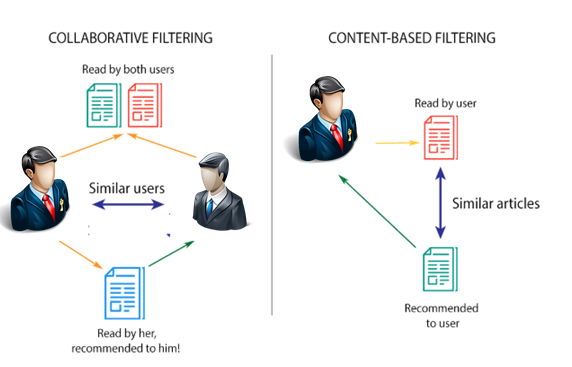 COLLABORATIVE FILTERING
Read by both users
Similar users
Read by her,
recommended to him!
CONTENT-BASED FILTERING
Read by user
Similar articles
Recommended
to user